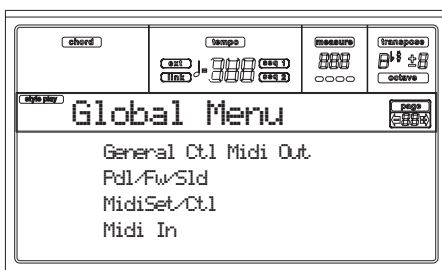 chord tempo measure transpose
ext seq 1
link seq 2
octave
style play page
Global Menu
General Ctl Midi Out
Pdl/Fw/Sld
MidiSet/Ctl
Midi In